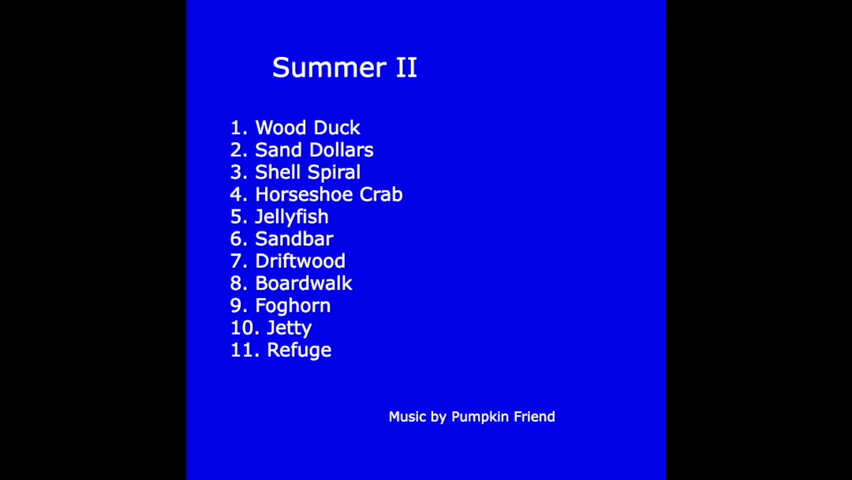 Summer II
1. Wood Duck
2. Sand Dollars
3. Shell Spiral
4. Horseshoe Crab
5. Jellyfish
6. Sandbar
7. Driftwood
8. Boardwalk
9. Foghorn
10. Jetty
11. Refuge
Music by Pumpkin Friend